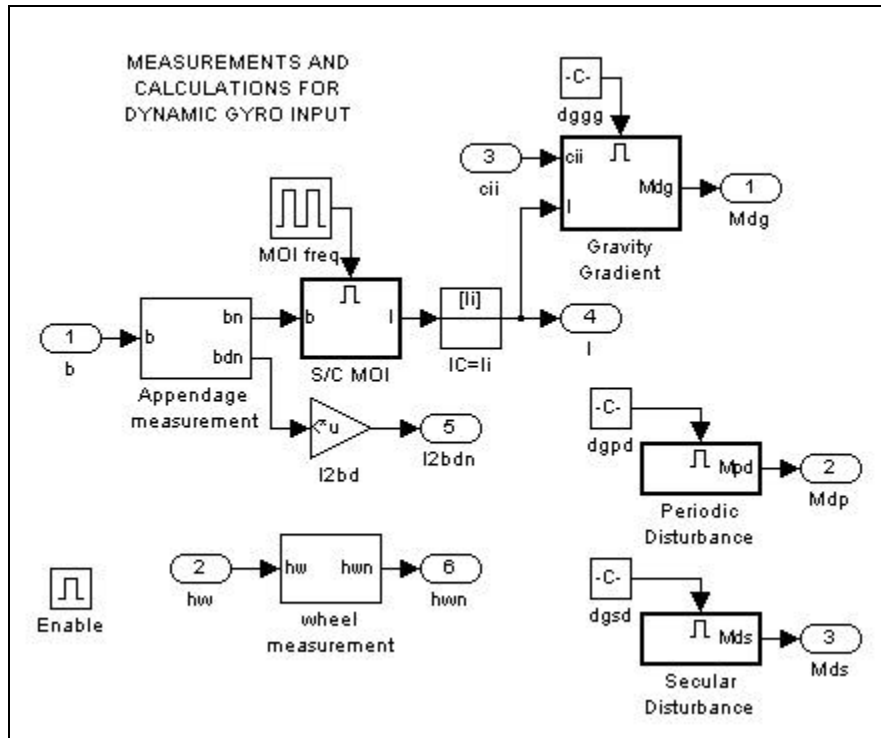 MEASUREMENTS AND
CALCULATIONS FOR
DYNAMIC GYRO INPUT
-C-
dggg
3
cii
cii
I
Mdg
1
Mdg
Gravity
Gradient
MOI freq
1
b
b
bn
bdn
Appendage
measurement
b
I
S/C MOI
[Ii]
IC=Ii
4
I
u
I2bd
5
I2bdn
-C-
dgpd
Mpd
2
Mdp
Periodic
Disturbance
Enable
2
hw
hw
hwn
wheel
measurement
6
hwn
-C-
dgsd
Mds
3
Mds
Secular
Disturbance